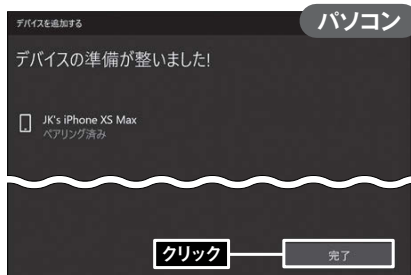 デバイスを追加する
パソコン
デバイスの準備が整いました!
JK's iPhone XS Max
ペアリング済み
クリック
完了